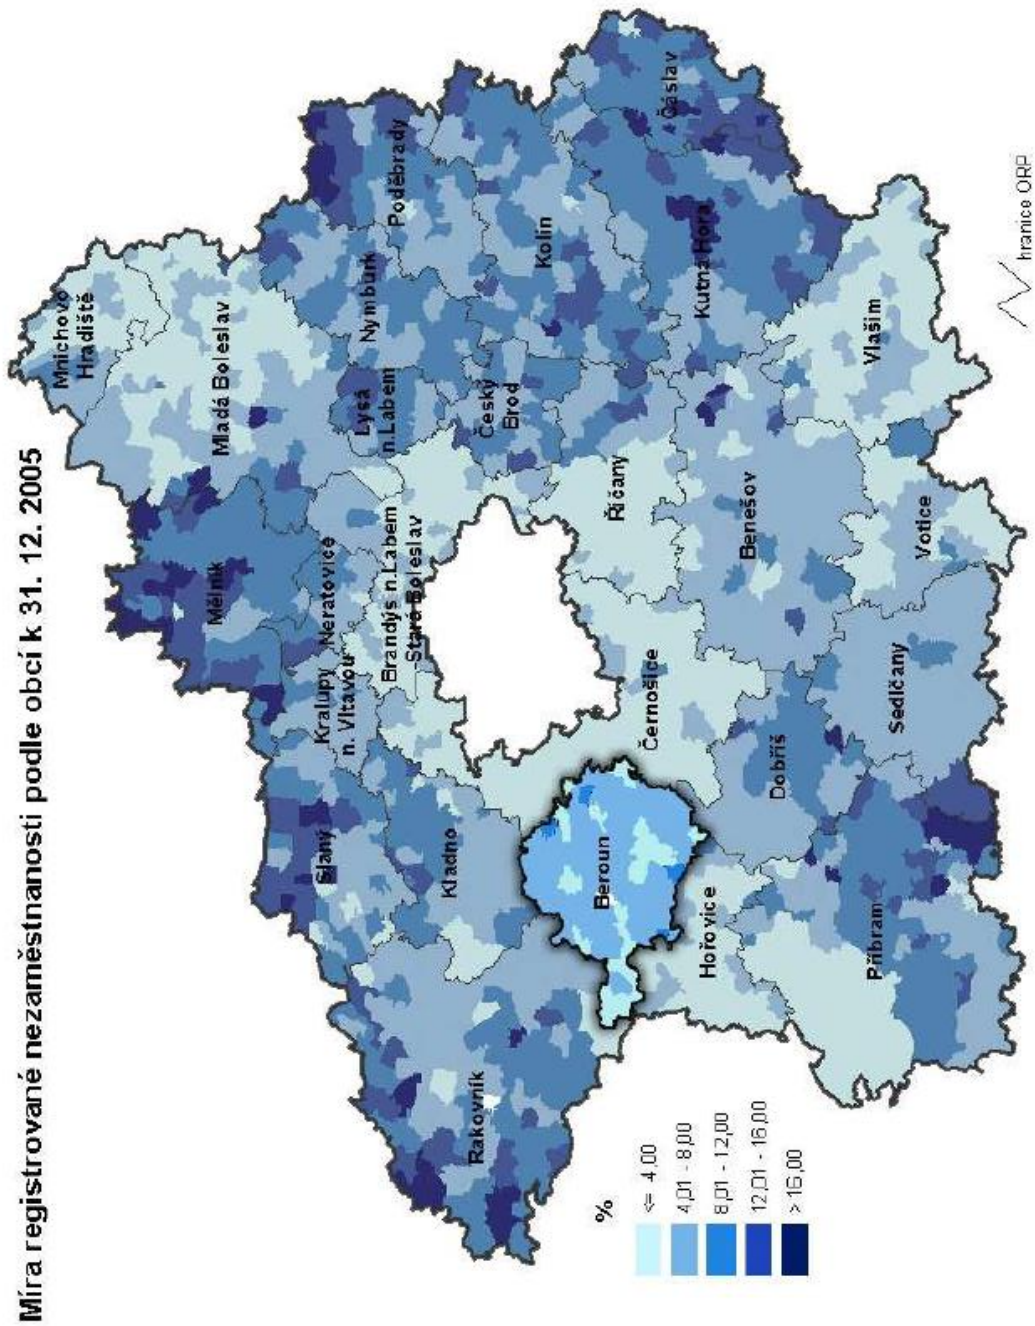 Míra registrované nezaměstnanosti podle obcí k 31. 12. 2005
Mnichovo
Hradiště
Mladá Boleslav
Mělník
Neratovice
Kralupy
n. Vltavou
Brandýs n.Labem
-Stará Boleslav
Lysá
n.Labem
Nymburk
Poděbrady
Český
Brod
Kolín
Kutná Hora
Čáslav
Slaný
Kladno
Rakovník
Beroun
Hořovice
Černošice
Říčany
Benešov
Vlašim
Votice
Sedlčany
Dobříš
Příbram
%
<= 4,00
4,01 - 8,00
8,01 - 12,00
12,01 - 16,00
> 16,00
hranice ORP